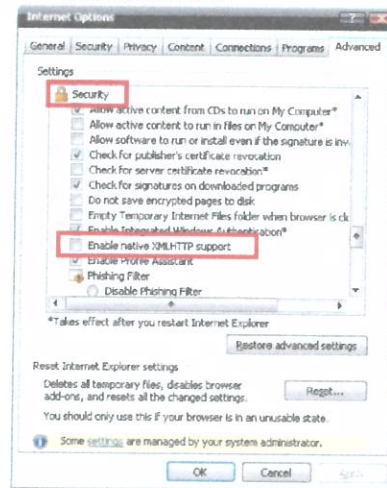 Internet Options
General Security Privacy Content Connections Programs Advanced
Settings
Security
Allow active content from CDs to run on My Computer*
Allow active content to run in files on My Computer*
Allow software to run or install even if the signature is inv
Check for publisher's certificate revocation
Check for server certificate revocation*
Check for signatures on downloaded programs
Do not save encrypted pages to disk
Empty Temporary Internet Files folder when browser is clo
Enable Integrated Windows Authentication*
Enable native XMLHTTP support
Enable Profile Assistant
Phishing Filter
Disable Phishing Filter
*Takes effect after you restart Internet Explorer
Restore advanced settings
Reset Internet Explorer settings
Deletes all temporary files, disables browser
add-ons, and resets all the changed settings.
Reset...
You should only use this if your browser is in an unusable state.
Some settings are managed by your system administrator.
OK Cancel Apply